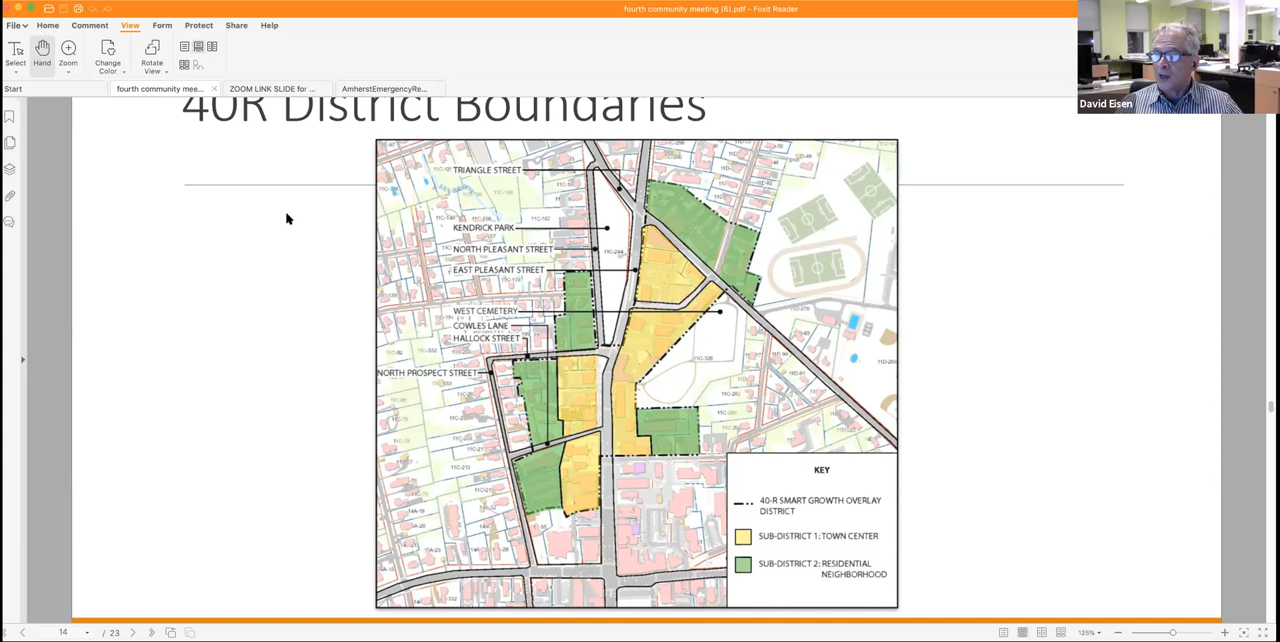 fourth community meeting (6).pdf - Foxit Reader
File Home Comment View Form Protect Share Help
Select Hand Zoom Change Color Rotate View
Start fourth community mee... ZOOM LINK SLIDE for ... AmherstEmergencyRe...
David Eisen
40R District Boundaries
TRIANGLE STREET
KENDRICK PARK
NORTH PLEASANT STREET
EAST PLEASANT STREET
WEST CEMETERY
COWLES LANE
HALLOCK STREET
NORTH PROSPECT STREET
11C-244
KEY
40-R SMART GROWTH OVERLAY
DISTRICT
SUB-DISTRICT 1: TOWN CENTER
SUB-DISTRICT 2: RESIDENTIAL
NEIGHBORHOOD
14 / 23
125%